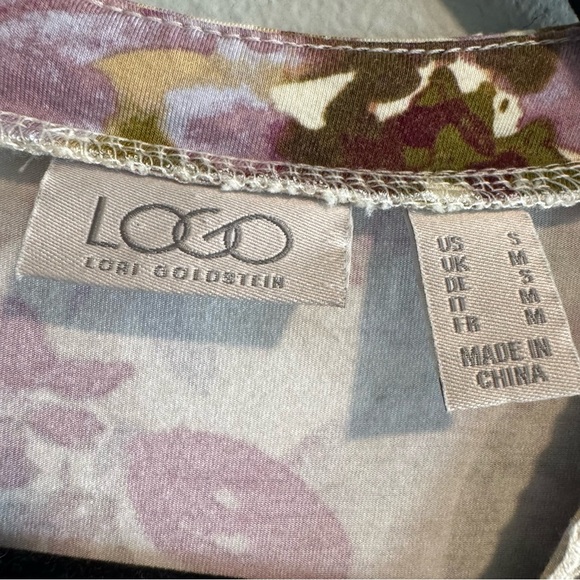 LOGO
LORI GOLDSTEIN
US S
UK M
DE S
IT M
FR M
MADE IN
CHINA